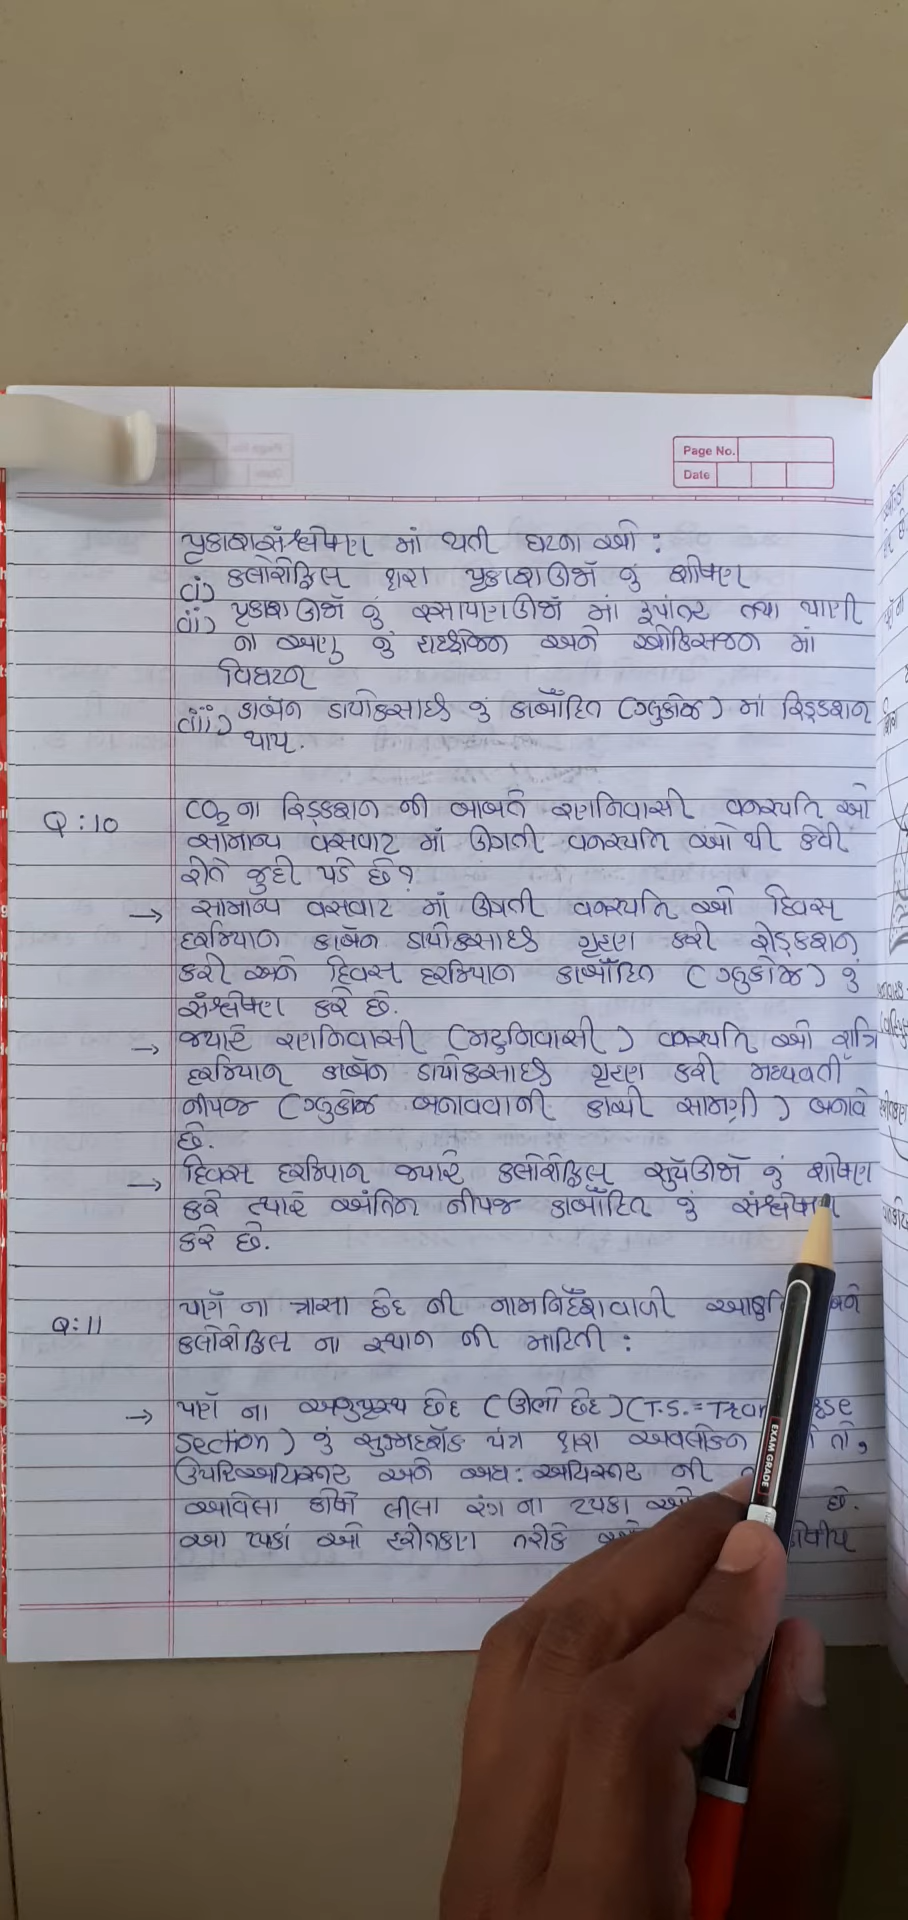 Page No.
Date
પ્રકાશસંશ્લેષણ માં થતી ઘટના ઓ :
(i) ક્લોરોફિલ દ્વારા પ્રકાશઊર્જા નું શોષણ
(ii) પ્રકાશ ઊર્જા નું રસાયણઊર્જા માં રૂપાંતર તથા પાણી
ના અણુ નું હાઇડ્રોજન અને ઓક્સિજન માં
વિઘટન
(iii) કાર્બન ડાયોક્સાઇડ નું કાર્બોદિત (ગ્લુકોઝ) માં રિડક્શન
થાય.
Q:10
CO2 ના રિડક્શન ની બાબતે રણનિવાસી વનસ્પતિ ઓ
સામાન્ય વસવાટ માં ઊગતી વનસ્પતિ ઓ થી કેવી
રીતે જુદી પડે છે?
→ સામાન્ય વસવાટ માં ઊગતી વનસ્પતિ ઓ દિવસ
દરમિયાન કાર્બન ડાયોક્સાઇડ ગ્રહણ કરી રીડક્શન
કરી અને દિવસ દરમિયાન કાર્બોદિત (ગ્લુકોઝ) નું
સંશ્લેષણ કરે છે.
→ જ્યારે રણનિવાસી (મરુનિવાસી) વનસ્પતિ ઓ રાત્રિ
દરમિયાન કાર્બન ડાયોક્સાઇડ ગ્રહણ કરી મધ્યવર્તી
નીપજ (ગ્લુકોઝ બનાવવાની કાચી સામગ્રી) બનાવે
છે.
→ દિવસ દરમિયાન જ્યારે ક્લોરોફિલ સુર્યઊર્જા નું શોષણ
કરે ત્યારે અંતિમ નીપજ કાર્બોદિત નું સંશ્લેષણ
કરે છે.
Q:11
પર્ણ ના ત્રાસા છેદ ની નામનિર્દેશવાળી
ક્લોરોફિલ ના સ્થાન ની માહિતી :
→ પર્ણ ના અનુપ્રસ્થ છેદ (ઊભો છેદ) (T.S. =
section) નું સુક્ષ્મદર્શક યંત્ર દ્વારા અવલોકન તો,
ઉપરિઅધિસ્તર અને અધ: અધિસ્તર ની
આવેલા કોષો લીલા રંગ ના ટપકા છે.
આ ટપકાં ઓ હરીતકણ તરીકે
EXAM GRADE